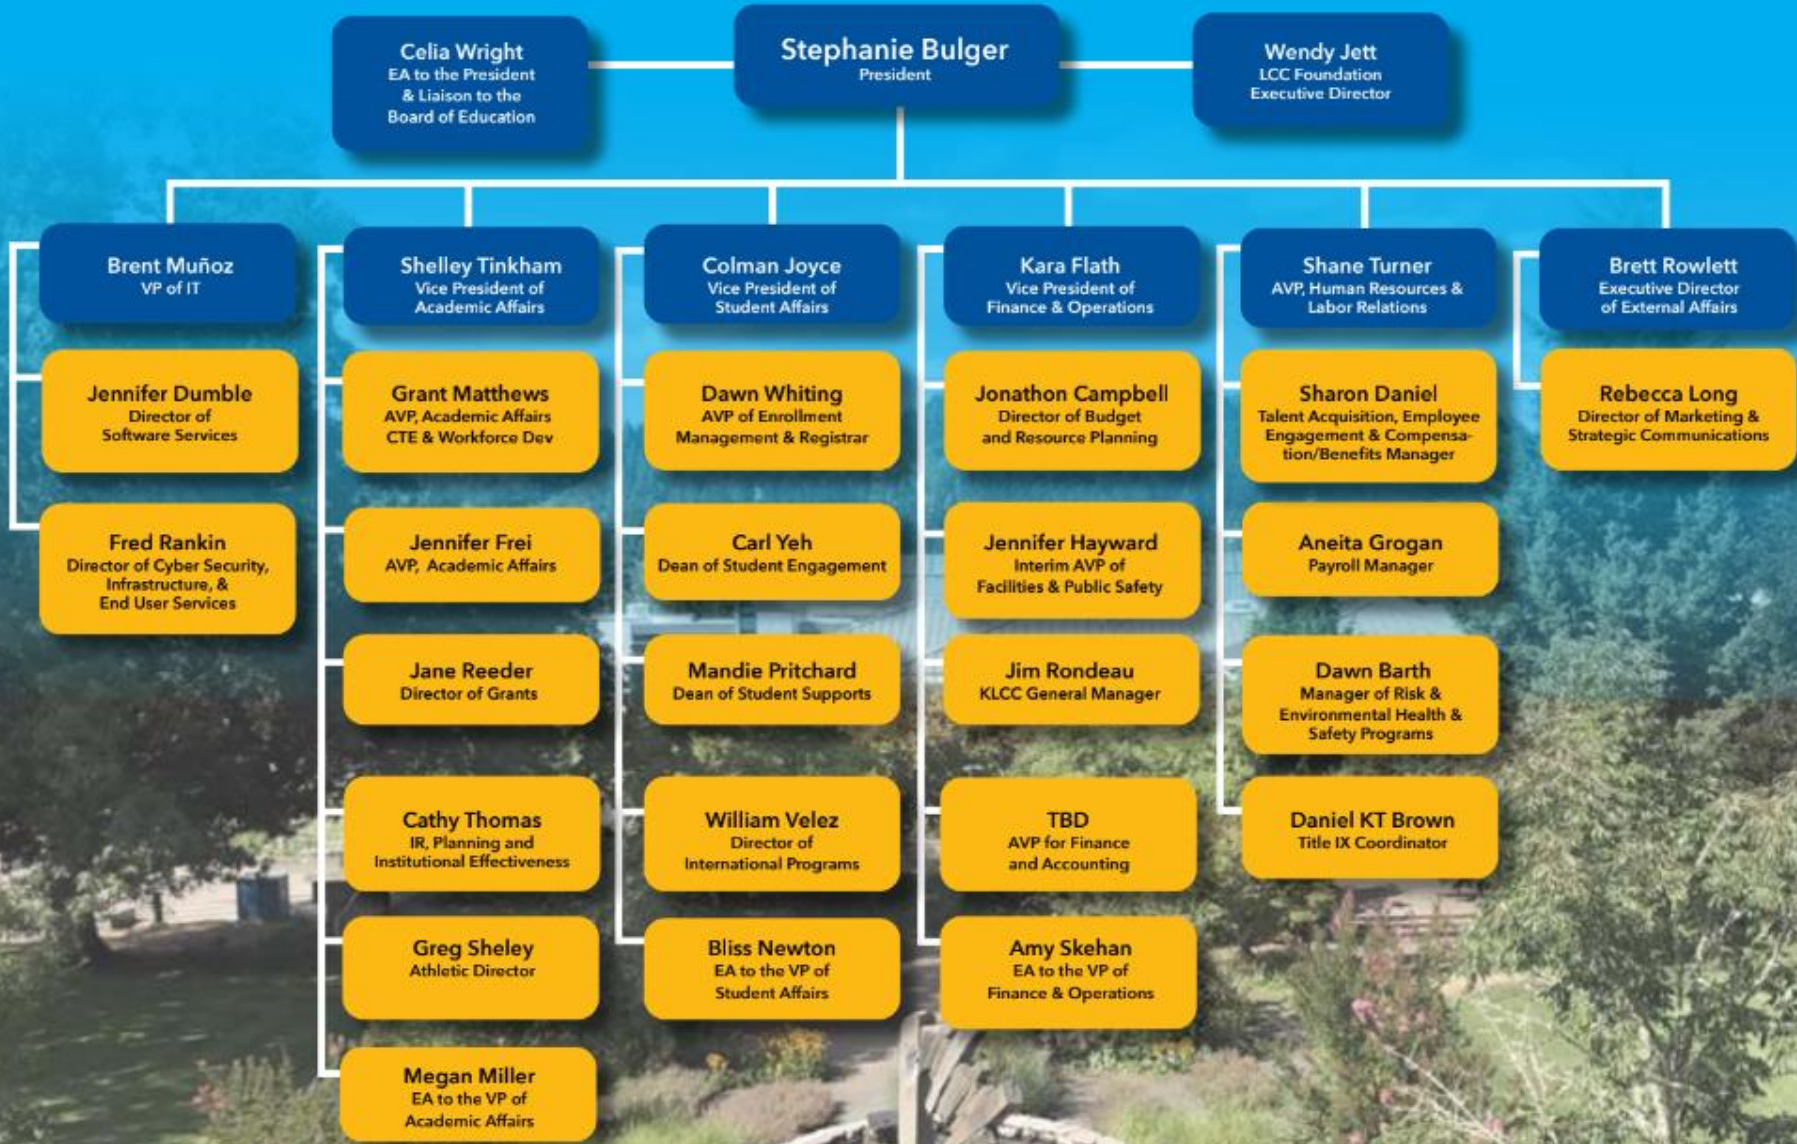 Celia Wright
EA to the President
& Liaison to the
Board of Education
Stephanie Bulger
President
Wendy Jett
LCC Foundation
Executive Director
Brent Muñoz
VP of IT
Jennifer Dumble
Director of
Software Services
Fred Rankin
Director of Cyber Security,
Infrastructure, &
End User Services
Shelley Tinkham
Vice President of
Academic Affairs
Grant Matthews
AVP, Academic Affairs
CTE & Workforce Dev
Jennifer Frei
AVP, Academic Affairs
Jane Reeder
Director of Grants
Cathy Thomas
IR, Planning and
Institutional Effectiveness
Greg Sheley
Athletic Director
Megan Miller
EA to the VP of
Academic Affairs
Colman Joyce
Vice President of
Student Affairs
Dawn Whiting
AVP of Enrollment
Management & Registrar
Carl Yeh
Dean of Student Engagement
Mandie Pritchard
Dean of Student Supports
William Velez
Director of
International Programs
Bliss Newton
EA to the VP of
Student Affairs
Kara Flath
Vice President of
Finance & Operations
Jonathon Campbell
Director of Budget
and Resource Planning
Jennifer Hayward
Interim AVP of
Facilities & Public Safety
Jim Rondeau
KLCC General Manager
TBD
AVP for Finance
and Accounting
Amy Skehan
EA to the VP of
Finance & Operations
Shane Turner
AVP, Human Resources &
Labor Relations
Sharon Daniel
Talent Acquisition, Employee
Engagement & Compensa-
tion/Benefits Manager
Aneita Grogan
Payroll Manager
Dawn Barth
Manager of Risk &
Environmental Health &
Safety Programs
Daniel KT Brown
Title IX Coordinator
Brett Rowlett
Executive Director
of External Affairs
Rebecca Long
Director of Marketing &
Strategic Communications